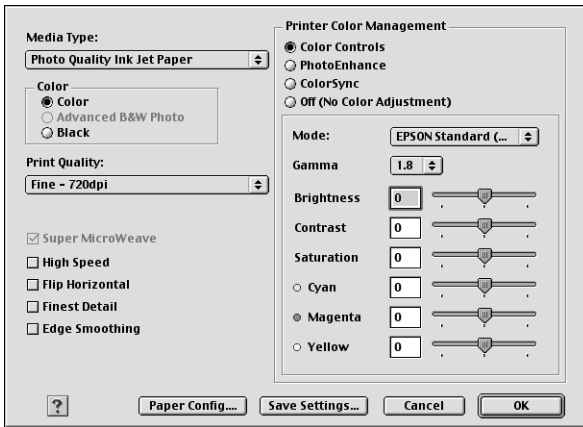 Media Type:
Photo Quality Ink Jet Paper
Color
Color
Advanced B&W Photo
Black
Print Quality:
Fine – 720dpi
Super MicroWeave
High Speed
Flip Horizontal
Finest Detail
Edge Smoothing
Printer Color Management
Color Controls
PhotoEnhance
ColorSync
Off (No Color Adjustment)
Mode: EPSON Standard (...
Gamma 1.8
Brightness 0
Contrast 0
Saturation 0
Cyan 0
Magenta 0
Yellow 0
? Paper Config.... Save Settings... Cancel OK